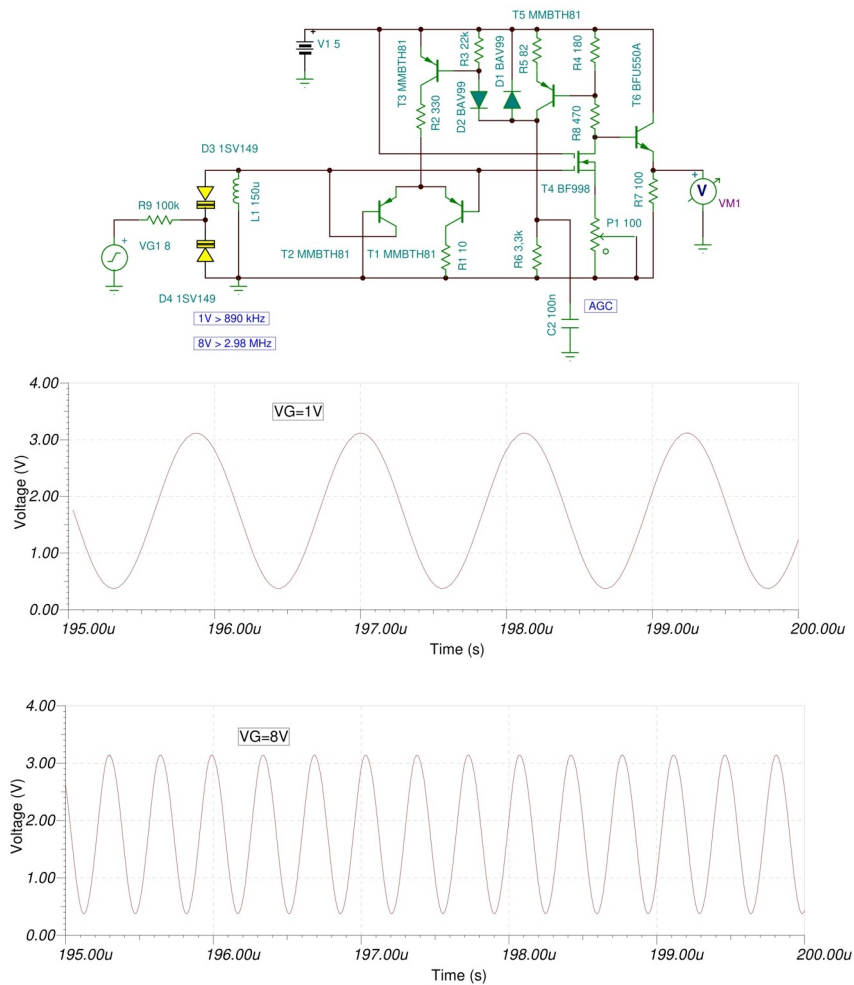 T5 MMBTH81
+
V1 5
T3 MMBTH81
R3 22k
D1 BAV99
R5 82
R4 180
T6 BFU550A
D2 BAV99
R2 330
R8 470
D3 1SV149
L1 150u
T4 BF998
R7 100
+
V
VM1
R9 100k
+
VG1 8
P1 100
T2 MMBTH81
T1 MMBTH81
R1 10
R6 3,3k
D4 1SV149
C2 100n
AGC
1V > 890 kHz
8V > 2.98 MHz
4.00
VG=1V
3.00
Voltage (V)
2.00
1.00
0.00
195.00u 196.00u 197.00u 198.00u 199.00u 200.00u
Time (s)
4.00
VG=8V
3.00
Voltage (V)
2.00
1.00
0.00
195.00u 196.00u 197.00u 198.00u 199.00u 200.00u
Time (s)